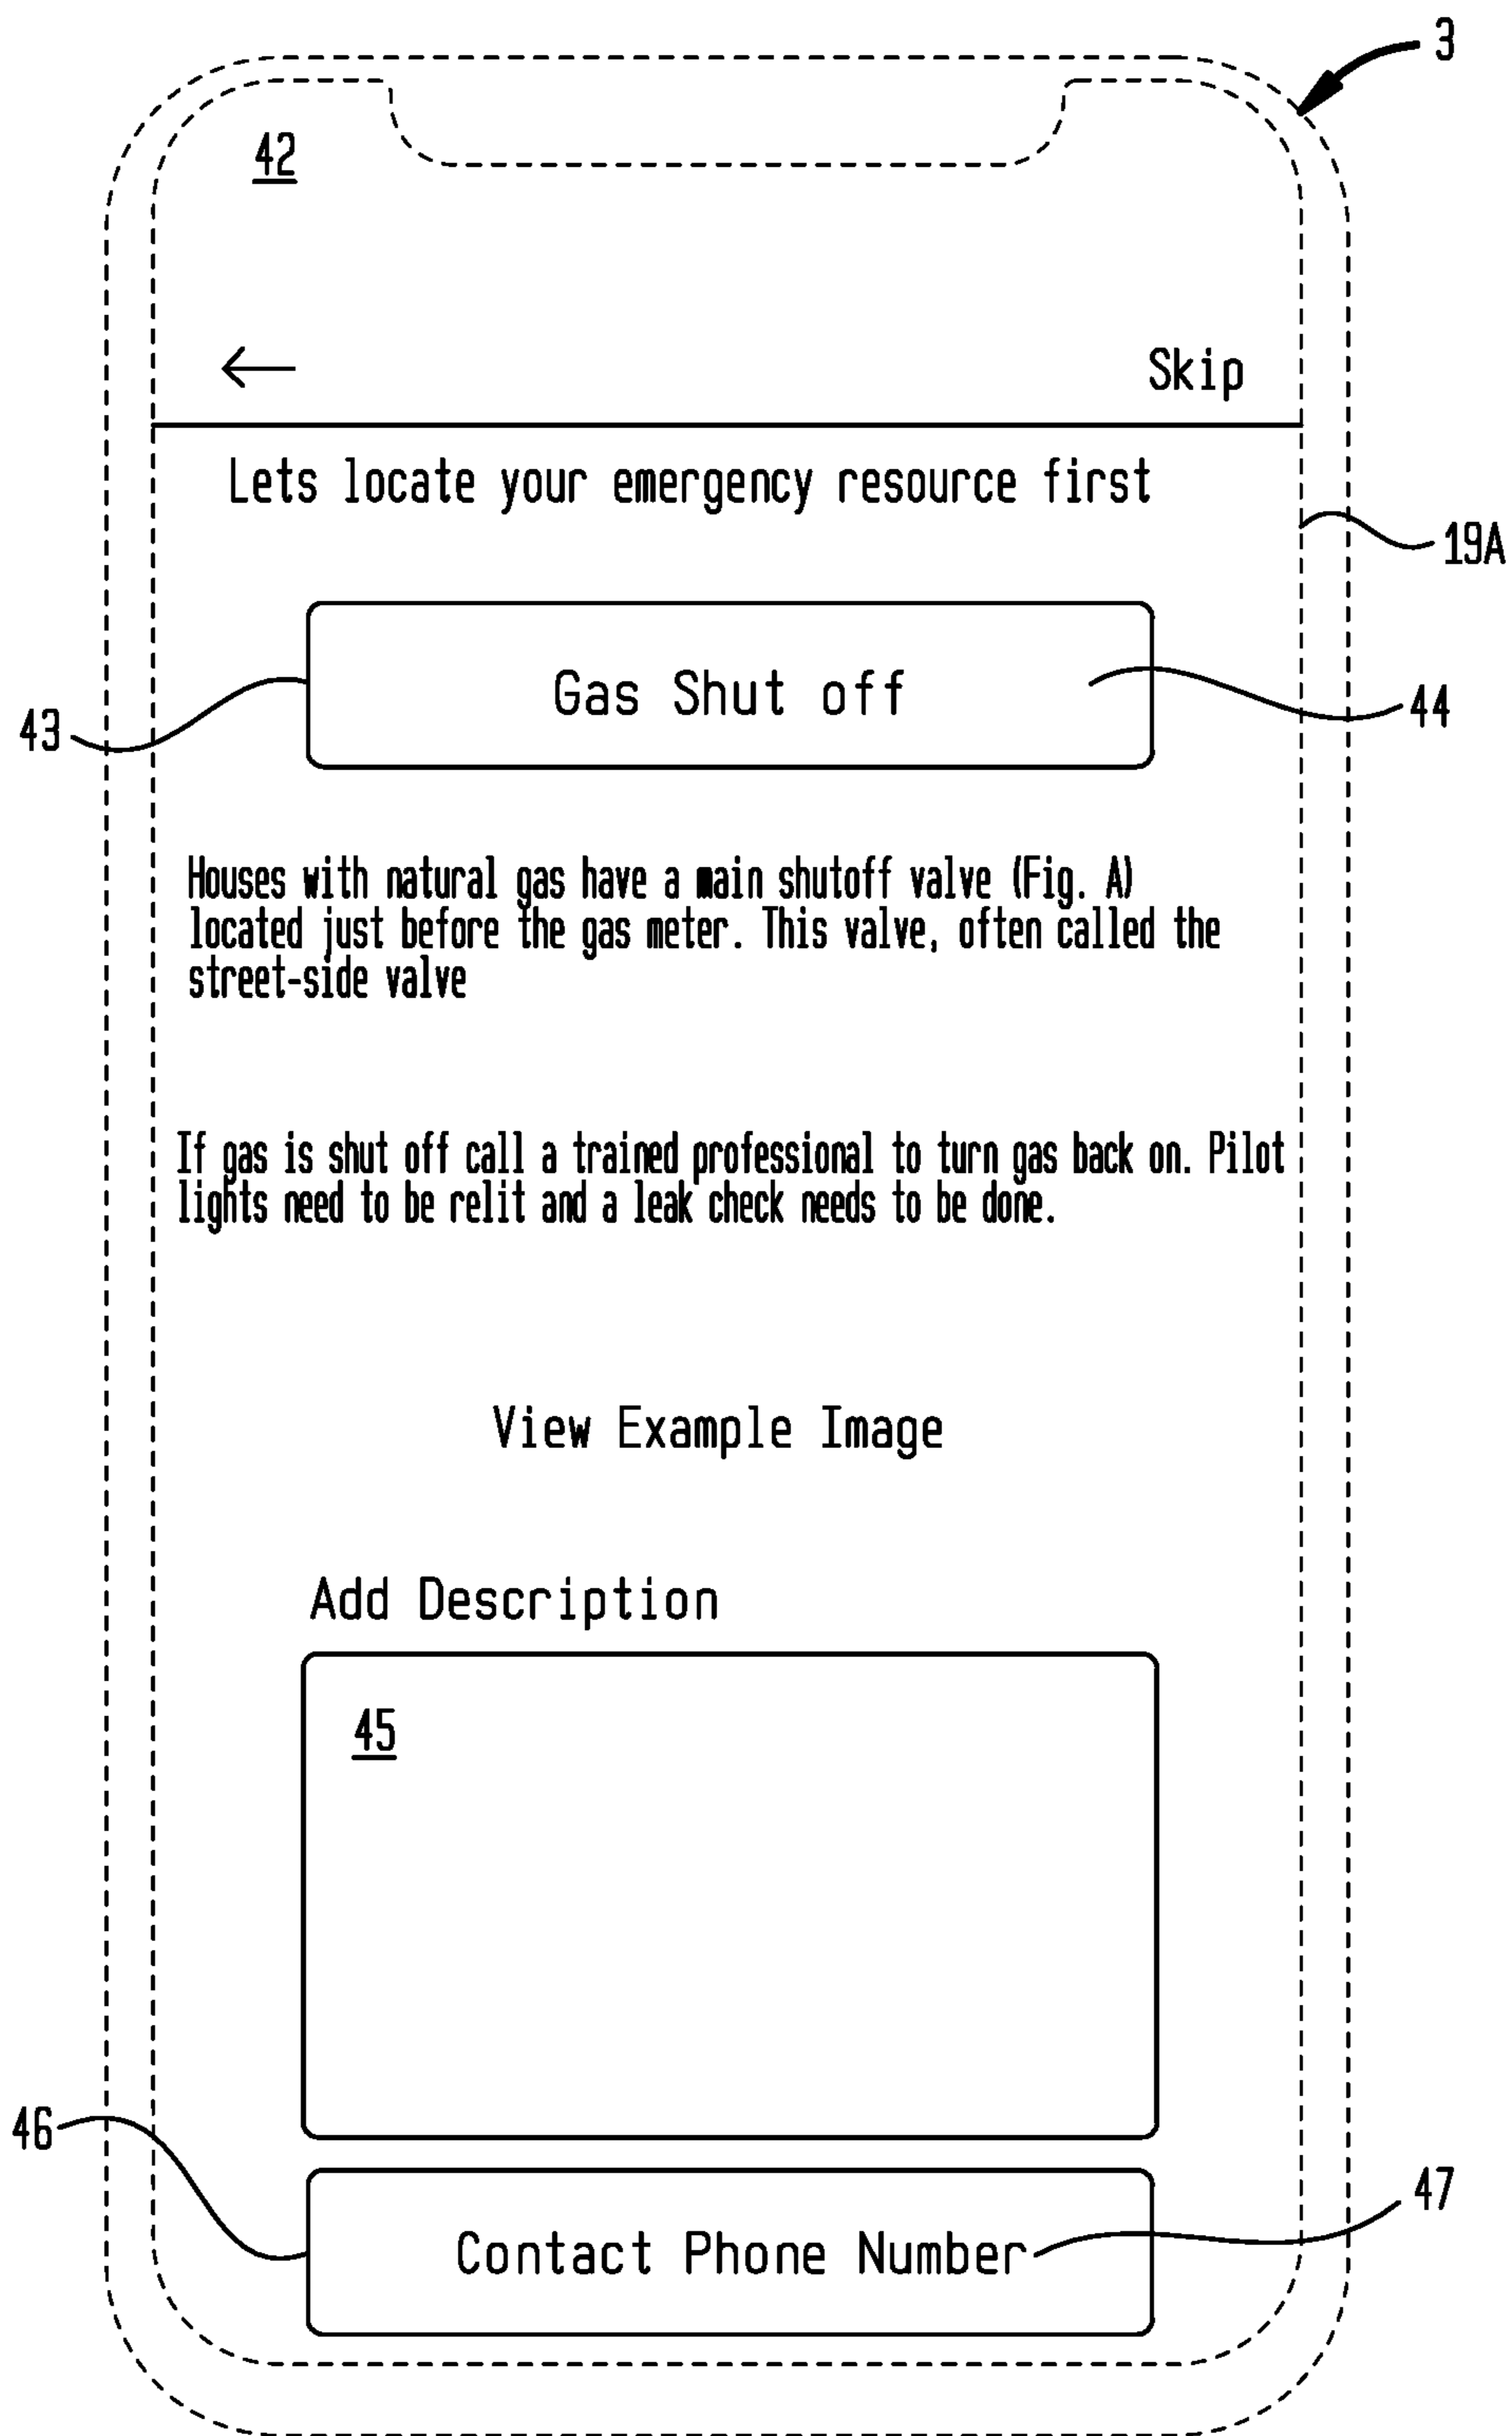 3
42
Skip
Lets locate your emergency resource first
19A
Gas Shut off
43
44
Houses with natural gas have a main shutoff valve (Fig. A)
located just before the gas meter. This valve, often called the
street-side valve
If gas is shut off call a trained professional to turn gas back on. Pilot
lights need to be relit and a leak check needs to be done.
View Example Image
Add Description
45
46
47
Contact Phone Number